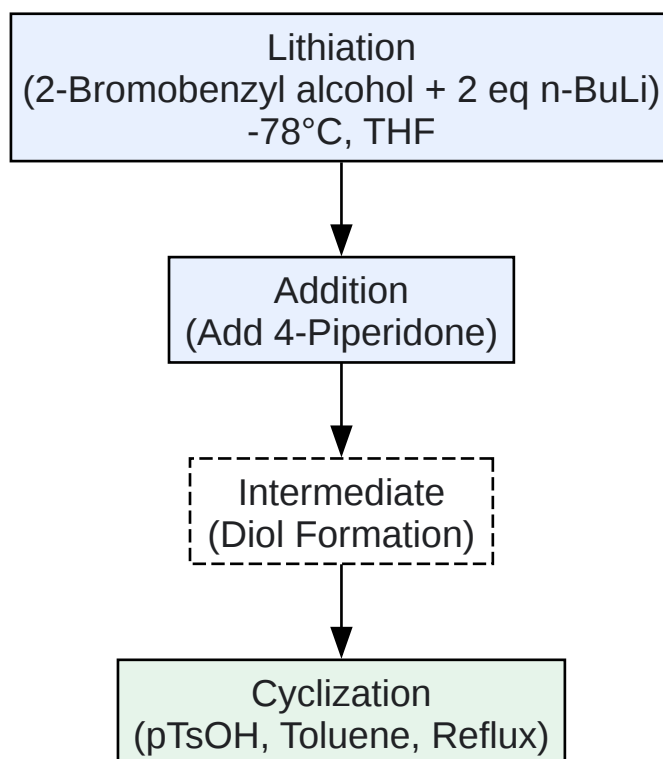 Lithiation
(2-Bromobenzyl alcohol + 2 eq n-BuLi)
-78°C, THF
Addition
(Add 4-Piperidone)
Intermediate
(Diol Formation)
Cyclization
(pTsOH, Toluene, Reflux)